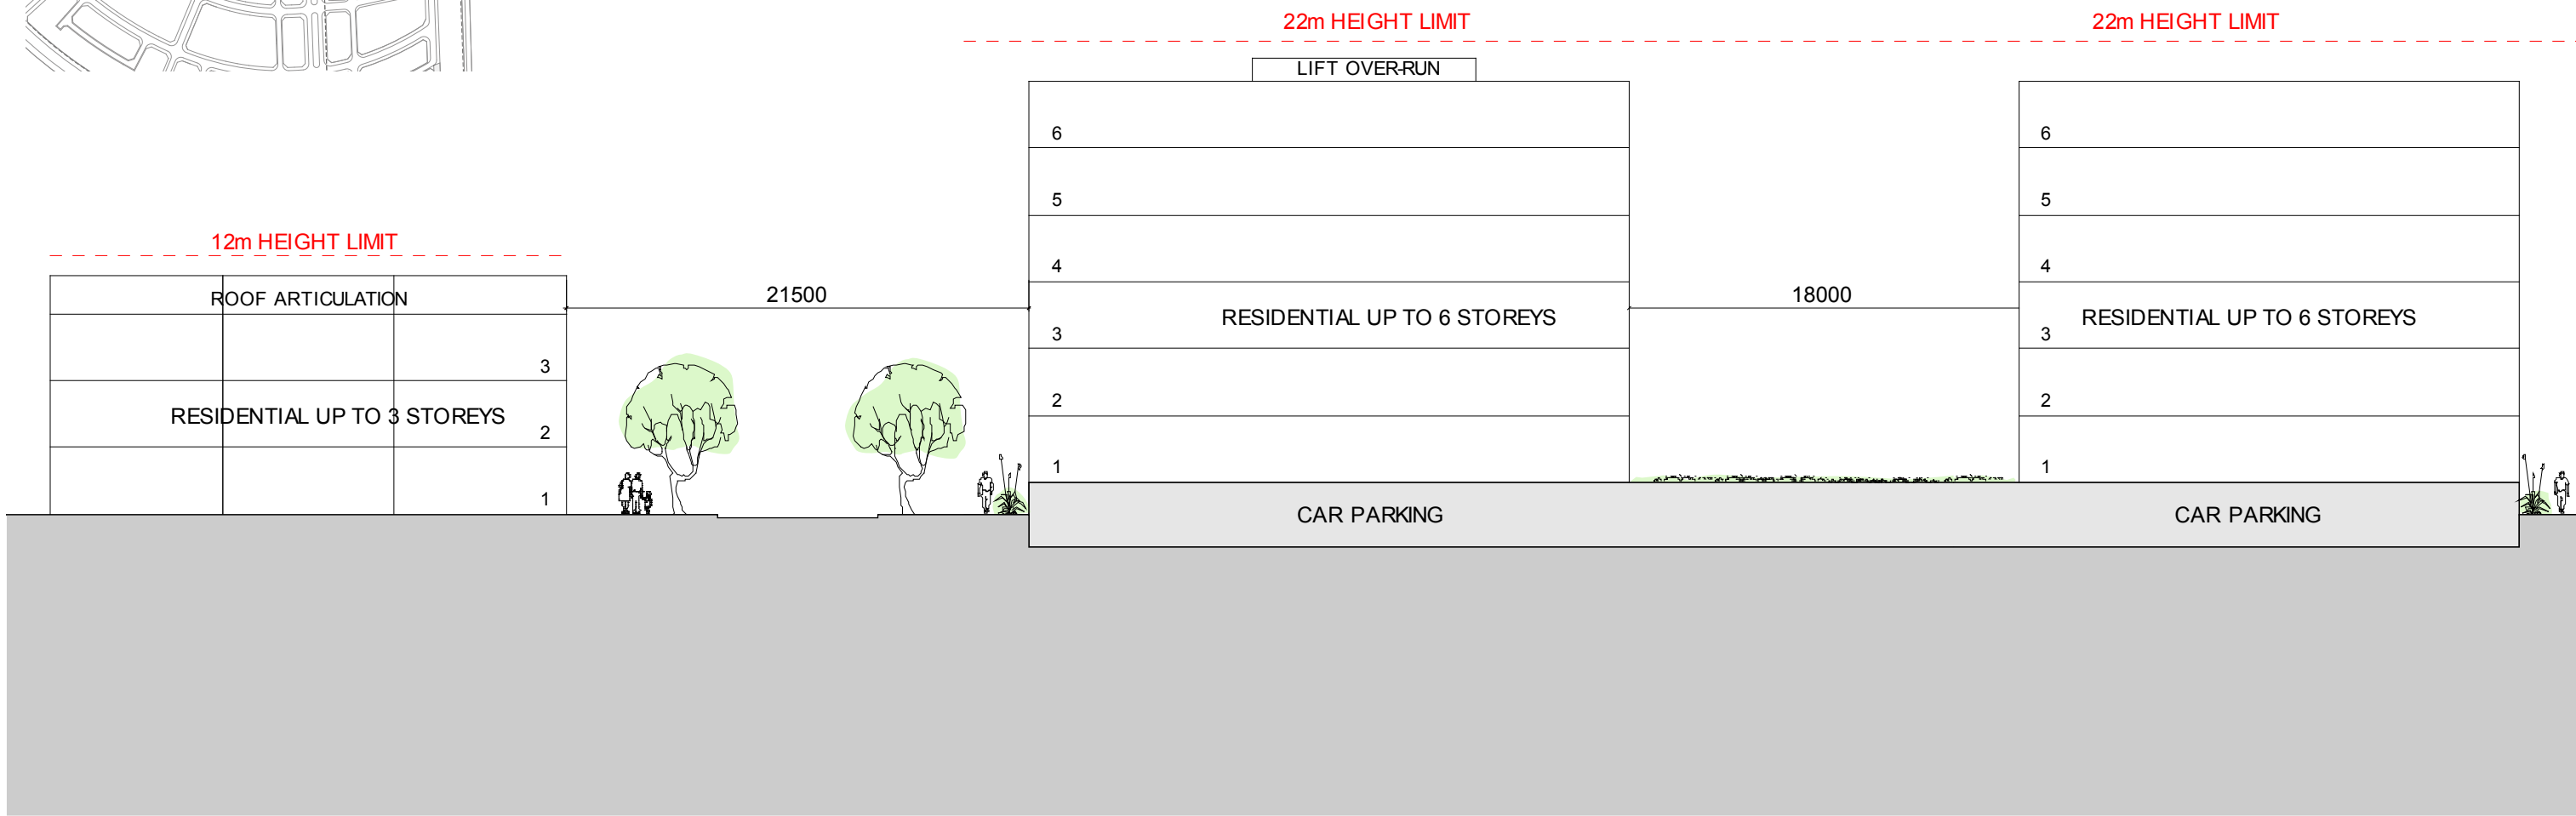 22m HEIGHT LIMIT
22m HEIGHT LIMIT
LIFT OVER-RUN
6
6
5
5
12m HEIGHT LIMIT
4
4
ROOF ARTICULATION
21500
18000
RESIDENTIAL UP TO 6 STOREYS
RESIDENTIAL UP TO 6 STOREYS
3
3
3
2
2
RESIDENTIAL UP TO 3 STOREYS
2
1
1
1
CAR PARKING
CAR PARKING